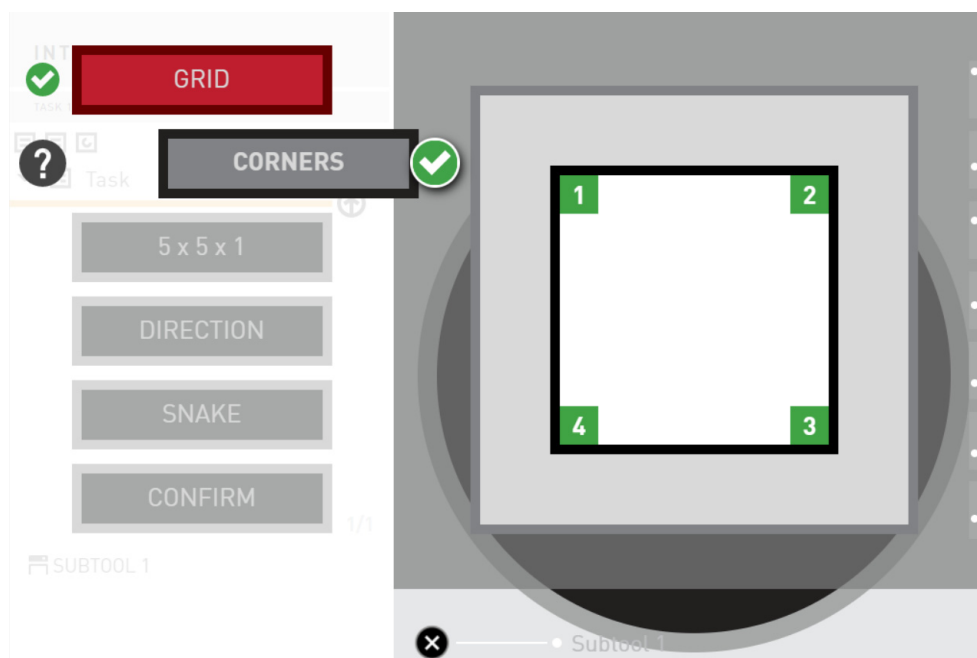 INT
GRID
TASK 1
?
CORNERS
Task
5 x 5 x 1
DIRECTION
SNAKE
CONFIRM
1/1
SUBTOOL 1
1
2
4
3
Subtool 1